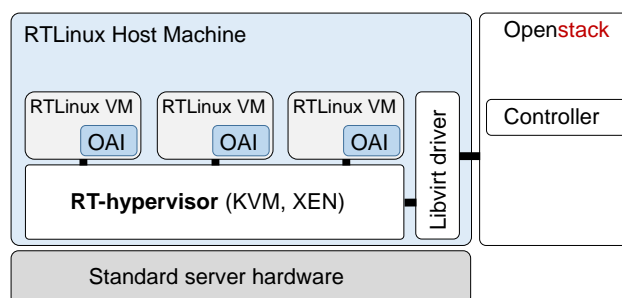 RTLinux Host Machine
Openstack
RTLinux VM
RTLinux VM
RTLinux VM
OAI
OAI
OAI
Controller
Libvirt driver
RT-hypervisor (KVM, XEN)
Standard server hardware